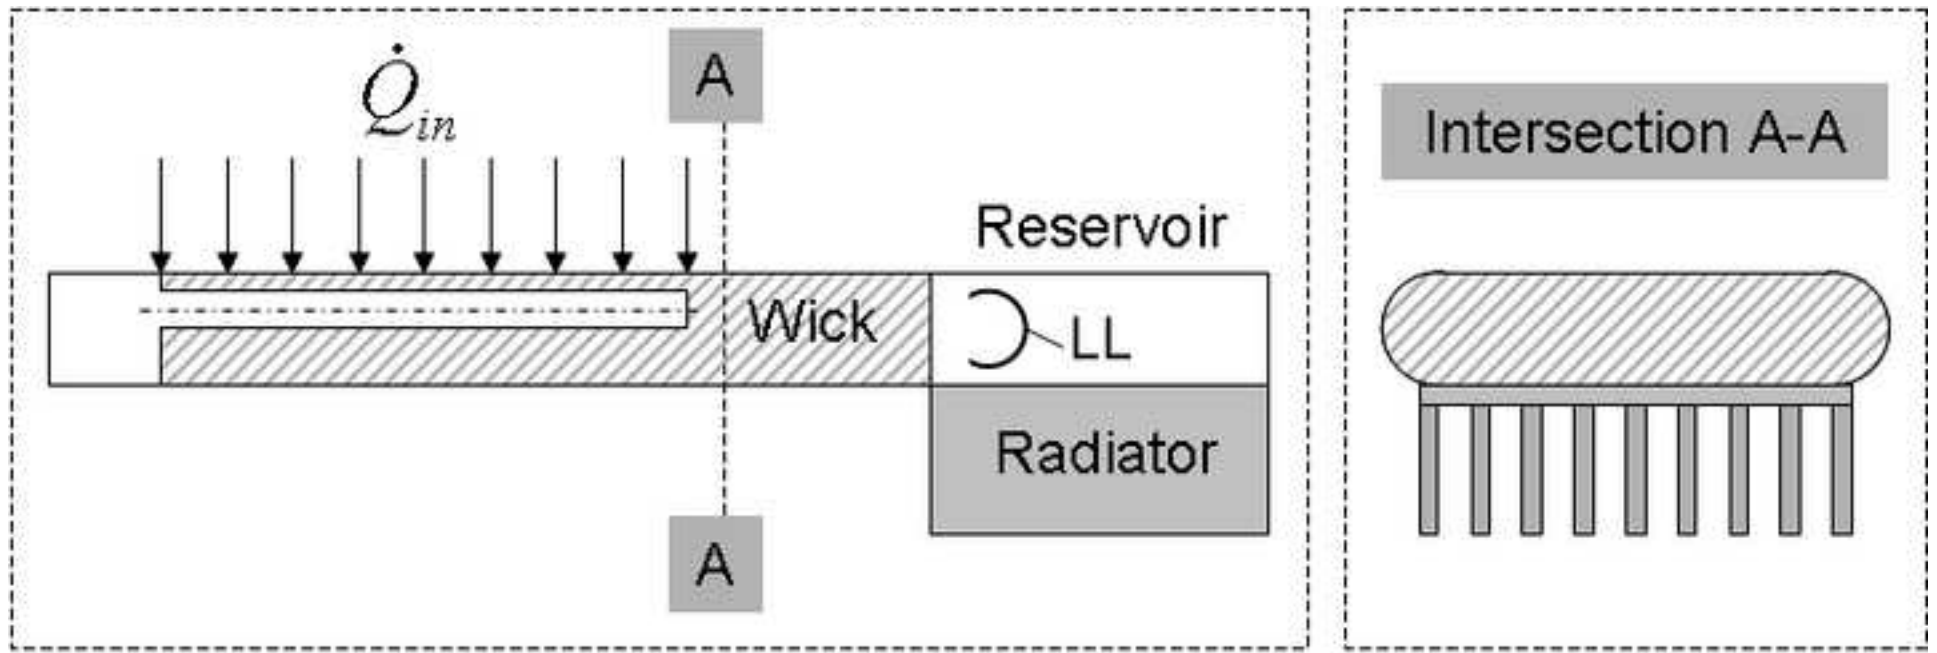 Q̇in
A
Reservoir
Wick
LL
Radiator
A
Intersection A-A